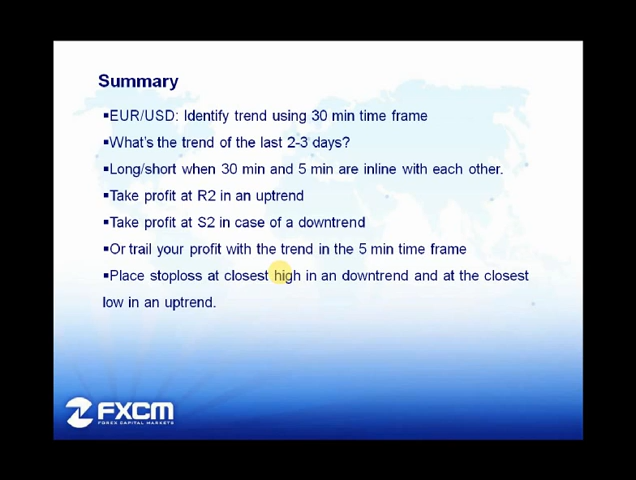 Summary
▪EUR/USD: Identify trend using 30 min time frame
▪What's the trend of the last 2-3 days?
▪Long/short when 30 min and 5 min are inline with each other.
▪Take profit at R2 in an uptrend
▪Take profit at S2 in case of a downtrend
▪Or trail your profit with the trend in the 5 min time frame
▪Place stoploss at closest high in an downtrend and at the closest
low in an uptrend.
FXCM
FOREX CAPITAL MARKETS